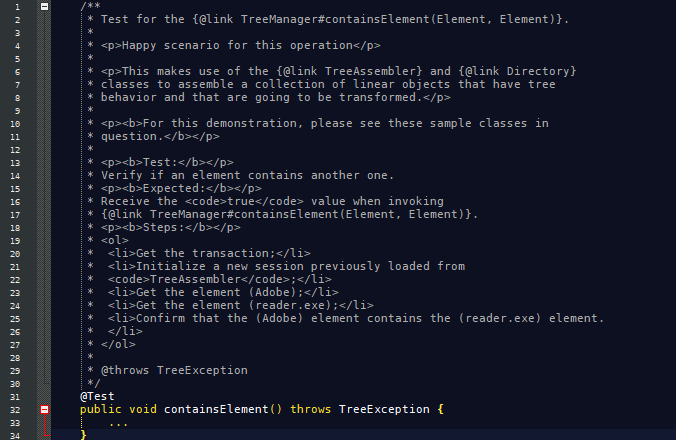 1 /**
2 * Test for the {@link TreeManager#containsElement(Element, Element)}.
3 *
4 * <p>Happy scenario for this operation</p>
5 *
6 * <p>This makes use of the {@link TreeAssembler} and {@link Directory}
7 * classes to assemble a collection of linear objects that have tree
8 * behavior and that are going to be transformed.</p>
9 *
10 * <p><b>For this demonstration, please see these sample classes in
11 * question.</b></p>
12 *
13 * <p><b>Test:</b></p>
14 * Verify if an element contains another one.
15 * <p><b>Expected:</b></p>
16 * Receive the <code>true</code> value when invoking
17 * {@link TreeManager#containsElement(Element, Element)}.
18 * <p><b>Steps:</b></p>
19 * <ol>
20 *  <li>Get the transaction;</li>
21 *  <li>Initialize a new session previously loaded from
22 *  <code>TreeAssembler</code>;</li>
23 *  <li>Get the element (Adobe);</li>
24 *  <li>Get the element (reader.exe);</li>
25 *  <li>Confirm that the (Adobe) element contains the (reader.exe) element.
26 *  </li>
27 * </ol>
28 *
29 * @throws TreeException
30 */
31 @Test
32 public void containsElement() throws TreeException {
33     ...
34 }